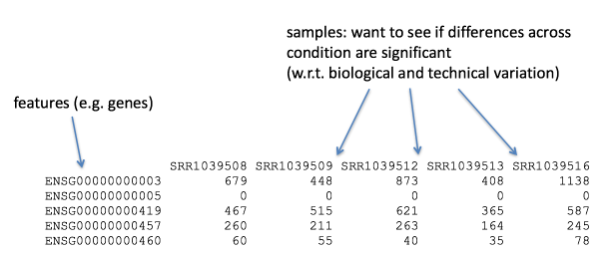 samples: want to see if differences across
condition are significant
(w.r.t. biological and technical variation)
features (e.g. genes)
SRR1039508 SRR1039509 SRR1039512 SRR1039513 SRR1039516
ENSG00000000003 679 448 873 408 1138
ENSG00000000005 0 0 0 0 0
ENSG00000000419 467 515 621 365 587
ENSG00000000457 260 211 263 164 245
ENSG00000000460 60 55 40 35 78